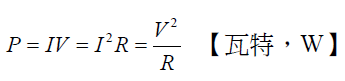 P = IV = I²R = V²/R 【瓦特，W】